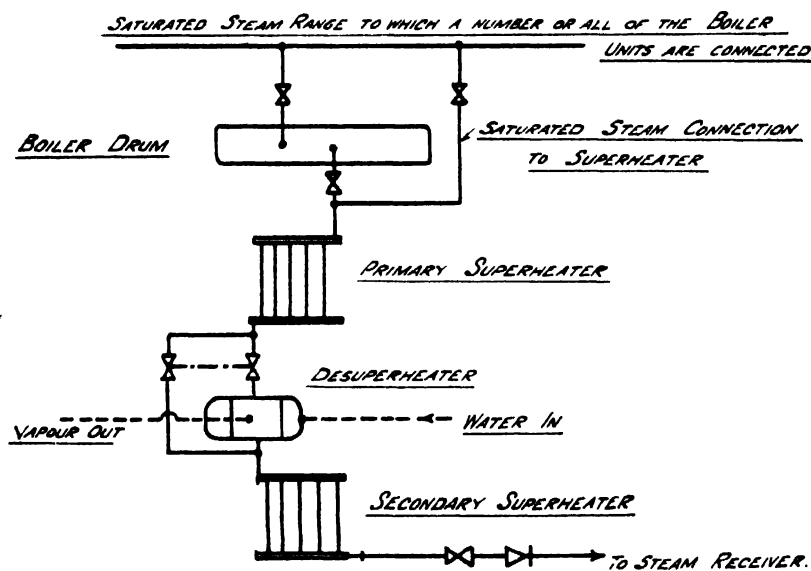 SATURATED STEAM RANGE TO WHICH A NUMBER OR ALL OF THE BOILER
UNITS ARE CONNECTED
BOILER DRUM
SATURATED STEAM CONNECTION
TO SUPERHEATER
PRIMARY SUPERHEATER
DESUPERHEATER
VAPOUR OUT
WATER IN
SECONDARY SUPERHEATER
TO STEAM RECEIVER.